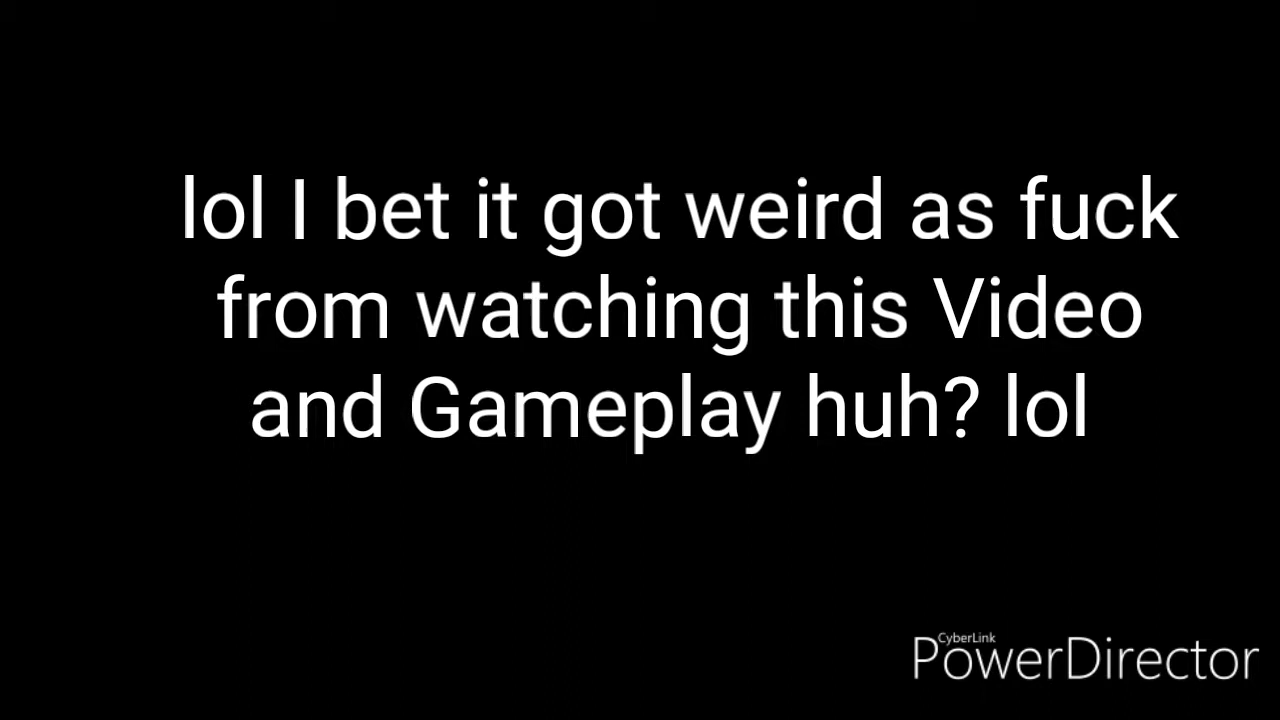 lol I bet it got weird as fuck
from watching this Video
and Gameplay huh? lol
CyberLink
PowerDirector